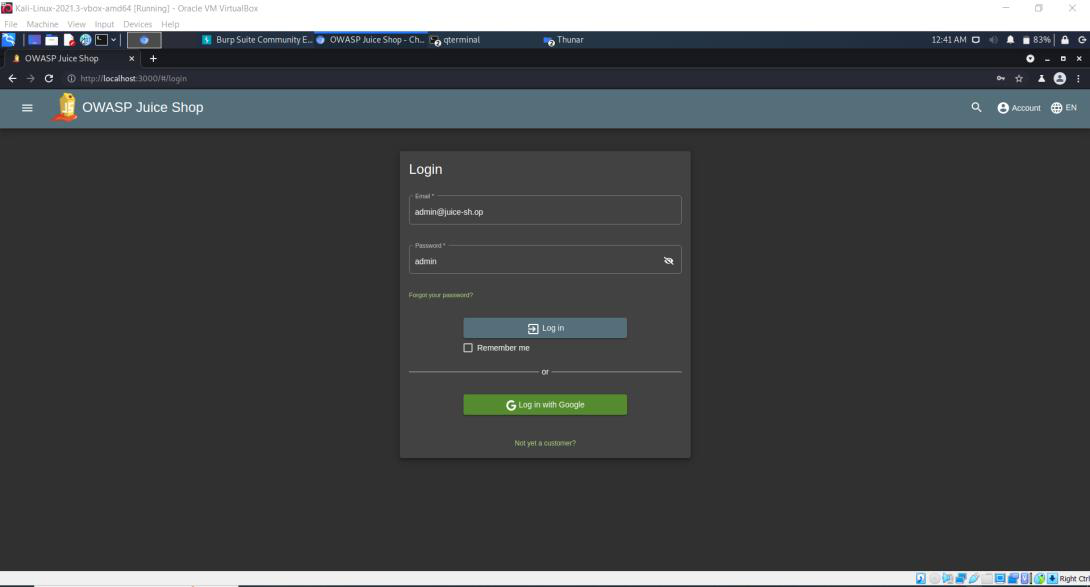 Kali-Linux-2021.3-vbox-amd64 [Running] - Oracle VM VirtualBox
File Machine View Input Devices Help
Burp Suite Community E... OWASP Juice Shop - Ch... qterminal Thunar 12:41 AM 83%
OWASP Juice Shop
http://localhost:3000/#/login
OWASP Juice Shop Account EN
Login
Email *
admin@juice-sh.op
Password *
admin
Forgot your password?
Log in
Remember me
or
Log in with Google
Not yet a customer?
Right Ctrl